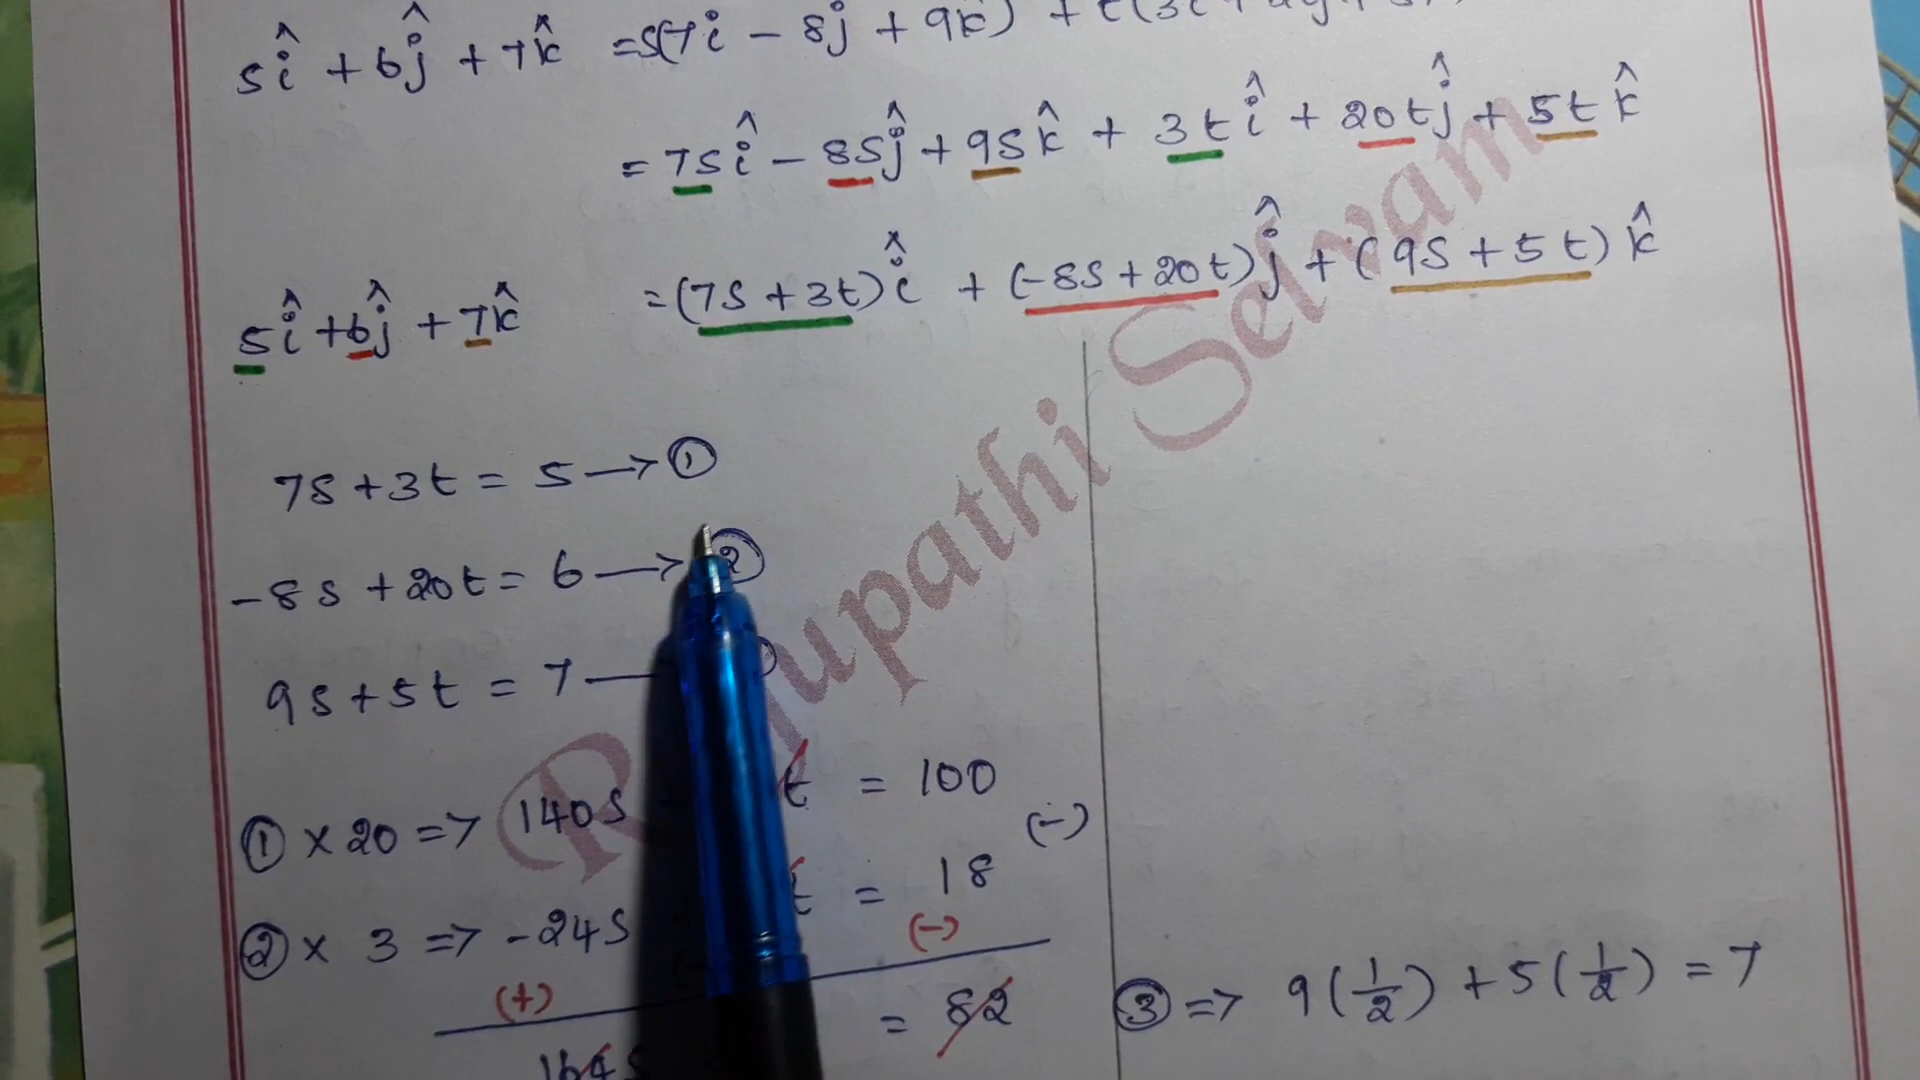 5î + 6ĵ + 7k̂ = s(7î - 8ĵ + 9k̂) + t(3î +
= 7sî - 8sĵ + 9sk̂ + 3tî + 20tĵ + 5tk̂
5î + 6ĵ + 7k̂ = (7s + 3t)î + (-8s + 20t)ĵ + (9s + 5t)k̂
7s + 3t = 5 → ①
-8s + 20t = 6 → ②
9s + 5t = 7
① × 20 => 140s t = 100
(-)
② × 3 => -24s t = 18
(+) (-)
164s = 82
③ => 9(1/2) + 5(1/2) = 7
Selvam